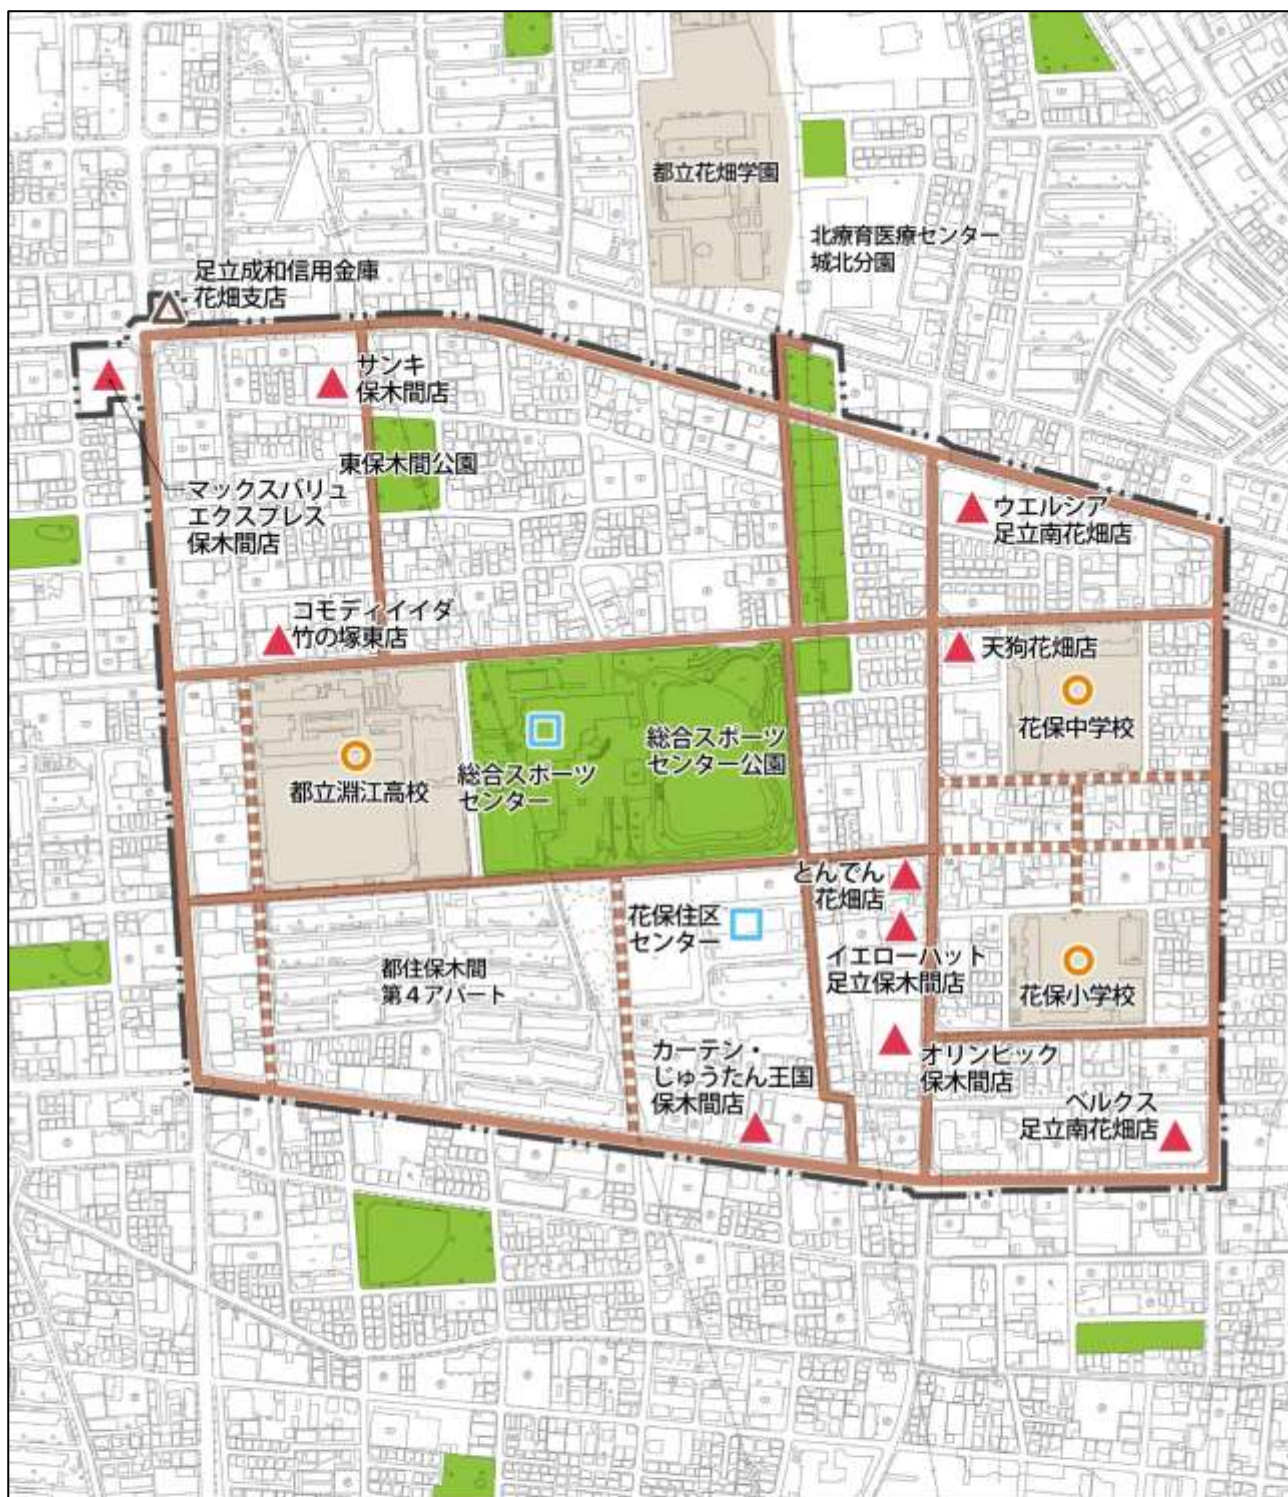 都立花畑学園
北療育医療センター
城北分園
足立成和信用金庫
花畑支店
サンキ
保木間店
東保木間公園
マックスバリュ
エクスプレス
保木間店
ウエルシア
足立南花畑店
コモディイイダ
竹の塚東店
天狗花畑店
花保中学校
総合スポーツ
センター公園
総合スポーツ
センター
都立淵江高校
とんでん
花畑店
花保住区
センター
イエローハット
足立保木間店
都住保木間
第4アパート
花保小学校
カーテン・
じゅうたん王国
保木間店
オリンピック
保木間店
ベルクス
足立南花畑店